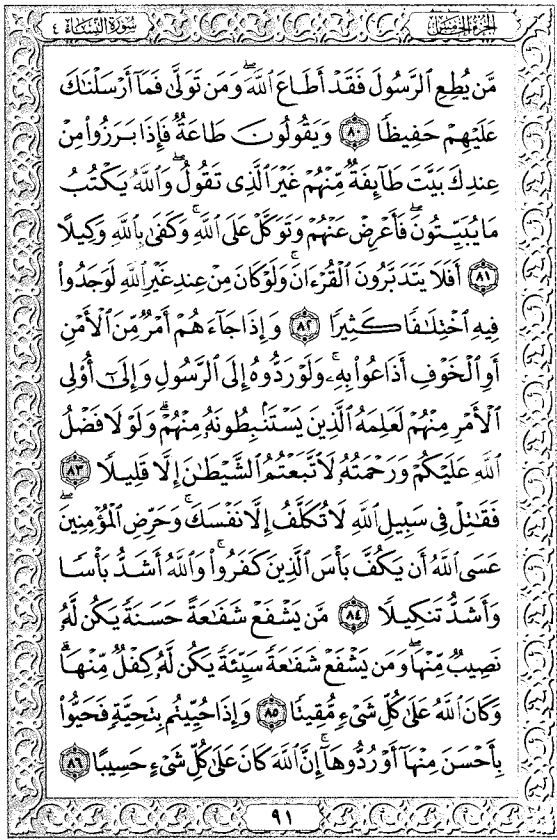 الجزء الخامس
سورة النساء ٤
مَّن يُطِعِ ٱلرَّسُولَ فَقَدْ أَطَاعَ ٱللَّهَۖ وَمَن تَوَلَّىٰ فَمَآ أَرْسَلْنَٰكَ
عَلَيْهِمْ حَفِيظًا ٨٠ وَيَقُولُونَ طَاعَةٌۖ فَإِذَا بَرَزُوا۟ مِنْ
عِندِكَ بَيَّتَ طَآئِفَةٌ مِّنْهُمْ غَيْرَ ٱلَّذِى تَقُولُۖ وَٱللَّهُ يَكْتُبُ
مَا يُبَيِّتُونَۖ فَأَعْرِضْ عَنْهُمْ وَتَوَكَّلْ عَلَى ٱللَّهِۚ وَكَفَىٰ بِٱللَّهِ وَكِيلًا
٨١ أَفَلَا يَتَدَبَّرُونَ ٱلْقُرْءَانَۚ وَلَوْ كَانَ مِنْ عِندِ غَيْرِ ٱللَّهِ لَوَجَدُوا۟
فِيهِ ٱخْتِلَٰفًا كَثِيرًا ٨٢ وَإِذَا جَآءَهُمْ أَمْرٌ مِّنَ ٱلْأَمْنِ
أَوِ ٱلْخَوْفِ أَذَاعُوا۟ بِهِۦۖ وَلَوْ رَدُّوهُ إِلَى ٱلرَّسُولِ وَإِلَىٰٓ أُو۟لِى
ٱلْأَمْرِ مِنْهُمْ لَعَلِمَهُ ٱلَّذِينَ يَسْتَنۢبِطُونَهُۥ مِنْهُمْۗ وَلَوْلَا فَضْلُ
ٱللَّهِ عَلَيْكُمْ وَرَحْمَتُهُۥ لَٱتَّبَعْتُمُ ٱلشَّيْطَٰنَ إِلَّا قَلِيلًا ٨٣
فَقَٰتِلْ فِى سَبِيلِ ٱللَّهِ لَا تُكَلَّفُ إِلَّا نَفْسَكَۚ وَحَرِّضِ ٱلْمُؤْمِنِينَۖ
عَسَى ٱللَّهُ أَن يَكُفَّ بَأْسَ ٱلَّذِينَ كَفَرُوا۟ۚ وَٱللَّهُ أَشَدُّ بَأْسًا
وَأَشَدُّ تَنكِيلًا ٨٤ مَّن يَشْفَعْ شَفَٰعَةً حَسَنَةً يَكُن لَّهُۥ
نَصِيبٌ مِّنْهَاۖ وَمَن يَشْفَعْ شَفَٰعَةً سَيِّئَةً يَكُن لَّهُۥ كِفْلٌ مِّنْهَاۗ
وَكَانَ ٱللَّهُ عَلَىٰ كُلِّ شَىْءٍ مُّقِيتًا ٨٥ وَإِذَا حُيِّيتُم بِتَحِيَّةٍ فَحَيُّوا۟
بِأَحْسَنَ مِنْهَآ أَوْ رُدُّوهَآۗ إِنَّ ٱللَّهَ كَانَ عَلَىٰ كُلِّ شَىْءٍ حَسِيبًا ٨٦
٩١